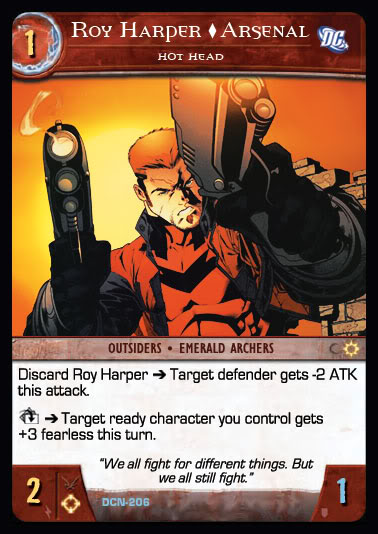 1
ROY HARPER ♦ ARSENAL
DC
HOT HEAD
OUTSIDERS • EMERALD ARCHERS
C
Discard Roy Harper ➔ Target defender gets -2 ATK
this attack.
➔ Target ready character you control gets
+3 fearless this turn.
"We all fight for different things. But
we all still fight."
2
DCN-206
1